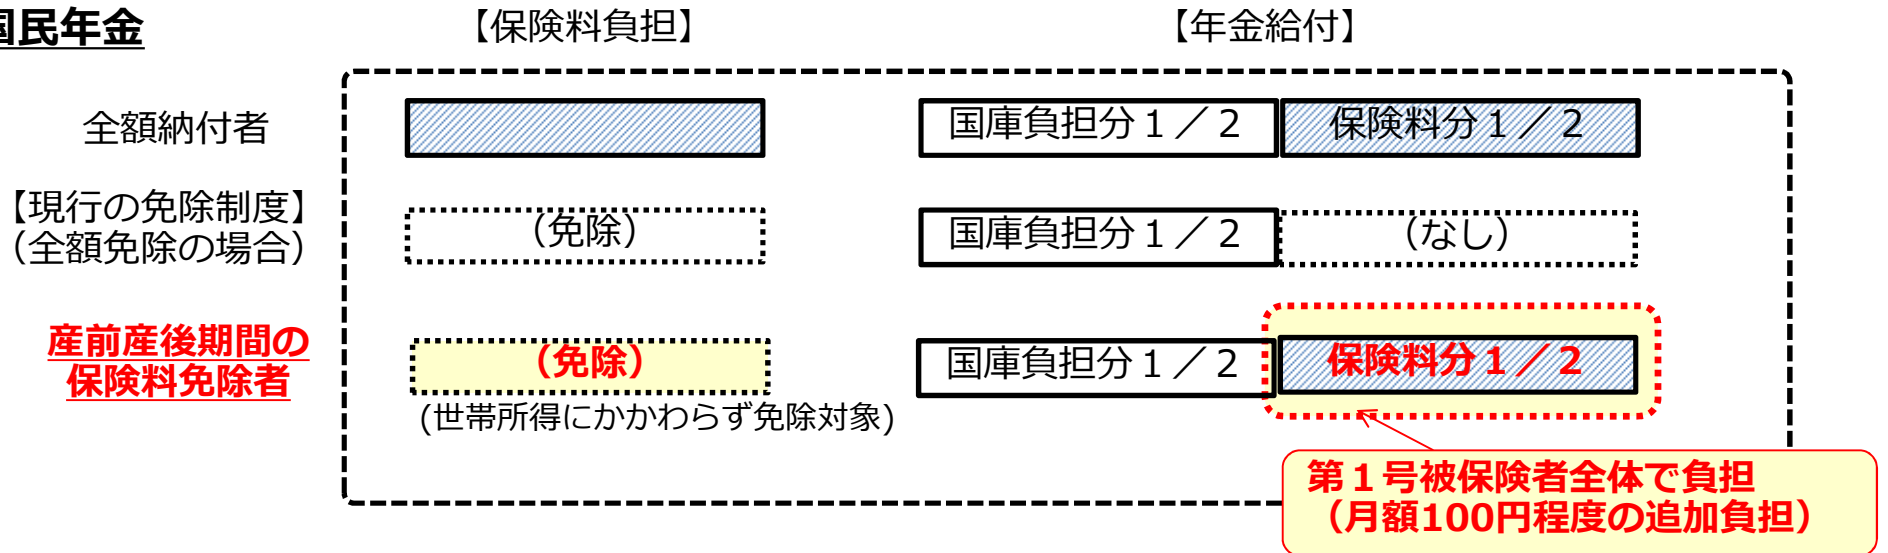 国民年金
【保険料負担】
【年金給付】
全額納付者
国庫負担分１／２
保険料分１／２
【現行の免除制度】
（全額免除の場合）
（免除）
国庫負担分１／２
（なし）
産前産後期間の
保険料免除者
（免除）
国庫負担分１／２
保険料分１／２
(世帯所得にかかわらず免除対象)
第１号被保険者全体で負担
（月額100円程度の追加負担）